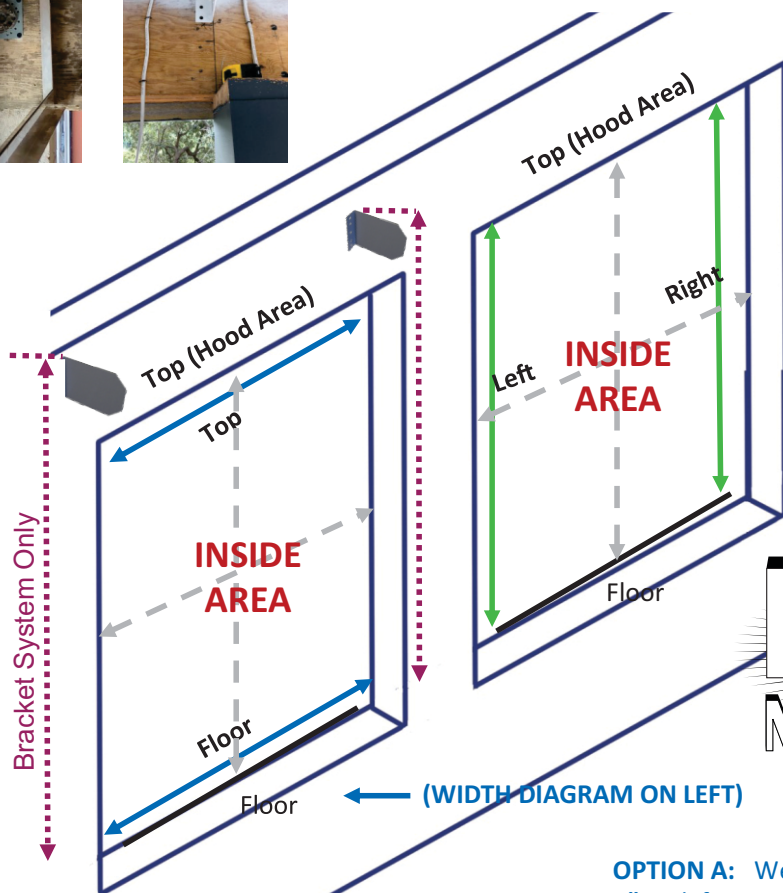 Top (Hood Area)
Right
Left
INSIDE
AREA
Floor
Top (Hood Area)
Top
INSIDE
AREA
Bracket System Only
Floor
Floor
(WIDTH DIAGRAM ON LEFT)
OPTION A: